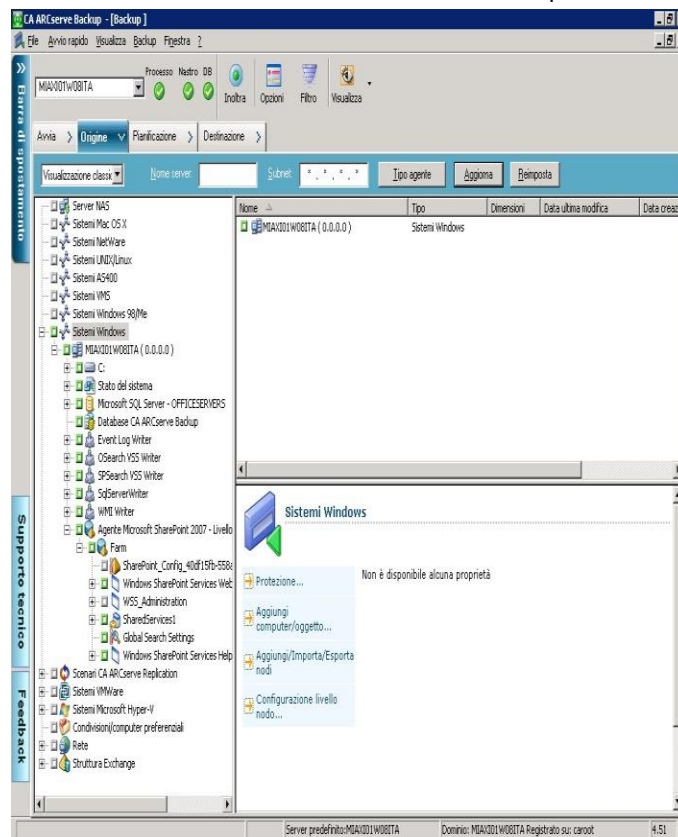 CA ARCserve Backup - [Backup ]
File Avvio rapido Visualizza Backup Finestra ?
MIAXI01W08ITA
Processo Nastro DB
Inoltra Opzioni Filtro Visualizza
Avvia > Origine Pianificazione > Destinazione >
Visualizzazione classic Nome server: Subnet: * . * . * . * Tipo agente Aggiorna Reimposta
Barra di spostamento
Supporto tecnico
Feedback
Server NAS
Sistemi Mac OS X
Sistemi NetWare
Sistemi UNIX/Linux
Sistemi AS400
Sistemi VMS
Sistemi Windows 98/Me
Sistemi Windows
MIAXI01W08ITA ( 0.0.0.0 )
C:
Stato del sistema
Microsoft SQL Server - OFFICESERVERS
Database CA ARCserve Backup
Event Log Writer
OSearch VSS Writer
SPSearch VSS Writer
SqlServerWriter
WMI Writer
Agente Microsoft SharePoint 2007 - Livello
Farm
SharePoint_Config_40df15fb-558a
Windows SharePoint Services Web
WSS_Administration
SharedServices1
Global Search Settings
Windows SharePoint Services Help
Scenari CA ARCserve Replication
Sistemi VMWare
Sistemi Microsoft Hyper-V
Condivisioni/computer preferenziali
Rete
Struttura Exchange
Nome Tipo Dimensioni Data ultima modifica Data creaz
MIAXI01W08ITA ( 0.0.0.0 ) Sistemi Windows
Sistemi Windows
Protezione...
Aggiungi
computer/oggetto...
Aggiungi/Importa/Esporta
nodi
Configurazione livello
nodo...
Non è disponibile alcuna proprietà
Server predefinito:MIAXI01W08ITA Dominio: MIAXI01W08ITA Registrato su: caroot 4.51